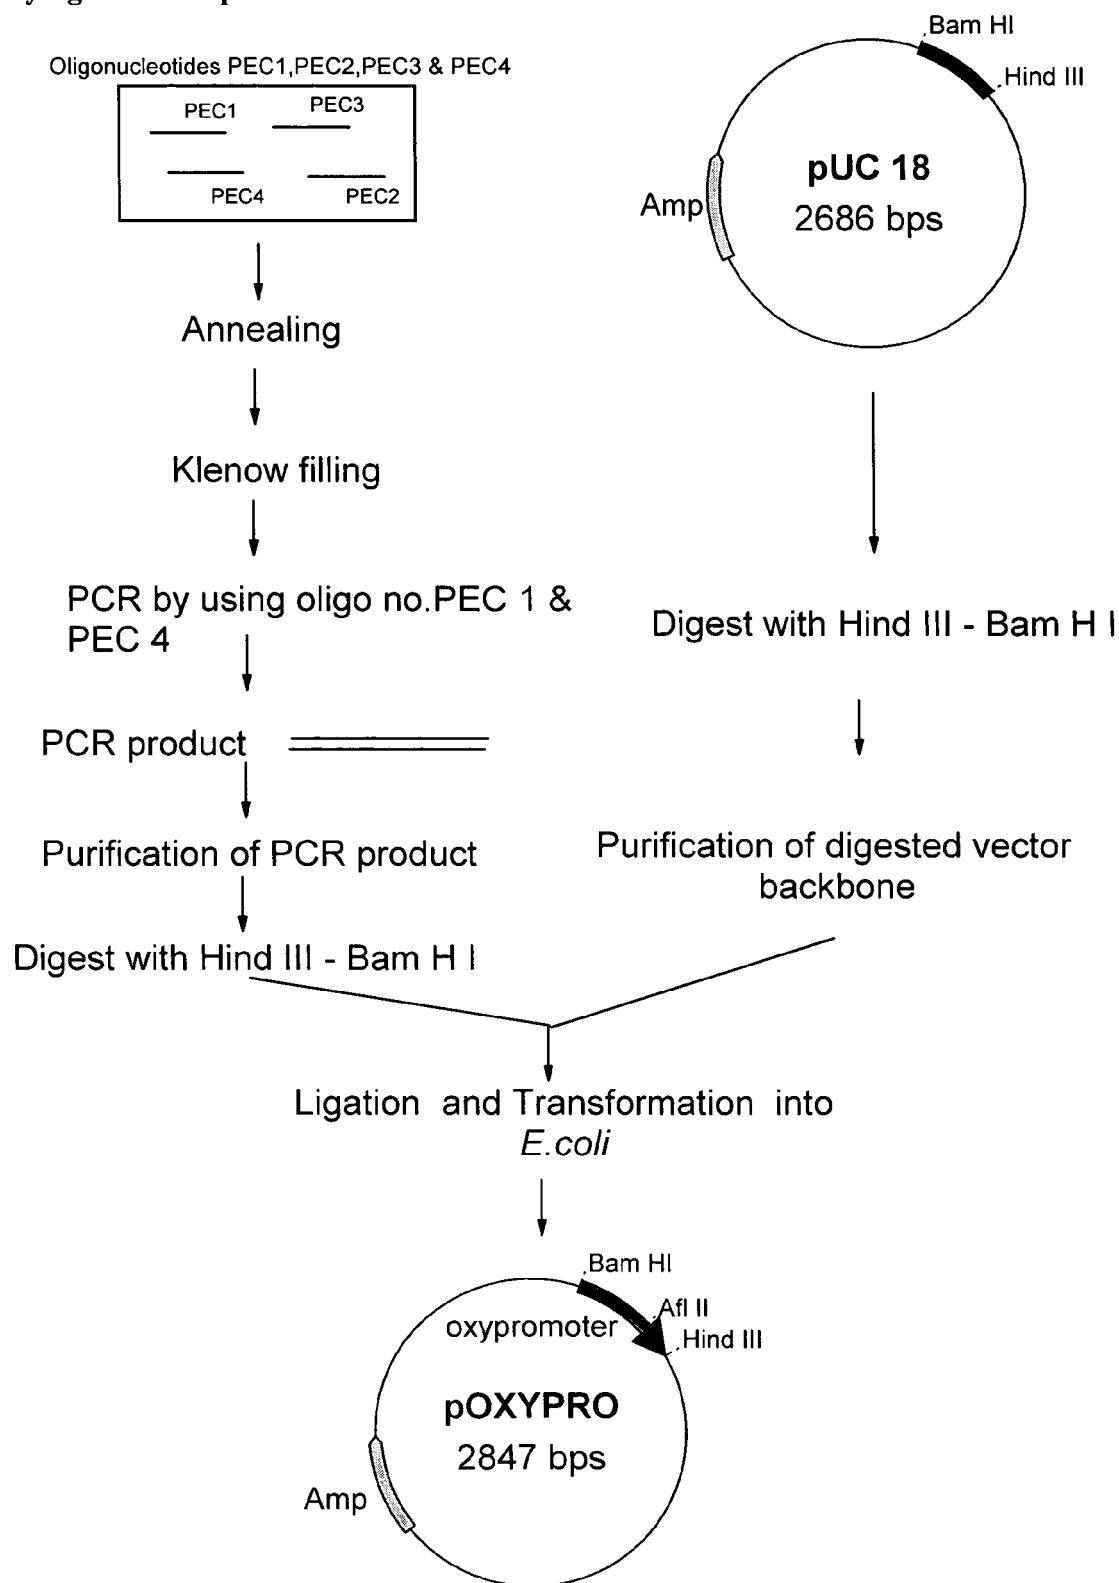 Oligonucleotides PEC1,PEC2,PEC3 & PEC4
PEC1
PEC3
PEC4
PEC2
Annealing
Klenow filling
PCR by using oligo no.PEC 1 &
PEC 4
PCR product
Purification of PCR product
Digest with Hind III - Bam H I
Bam HI
Hind III
pUC 18
2686 bps
Amp
Digest with Hind III - Bam H I
Purification of digested vector
backbone
Ligation and Transformation into
E.coli
Bam HI
Afl II
Hind III
oxypromoter
pOXYPRO
2847 bps
Amp